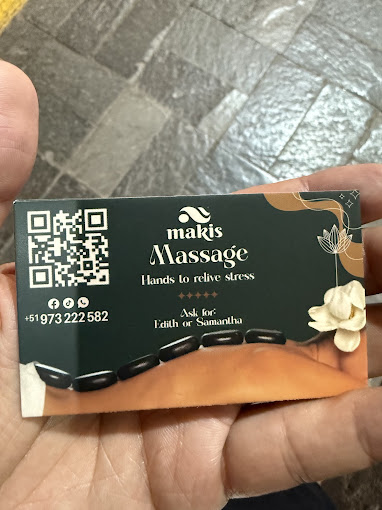 makis
Massage
Hands to relive stress
Ask for:
Edith or Samantha
+51 973 222 582